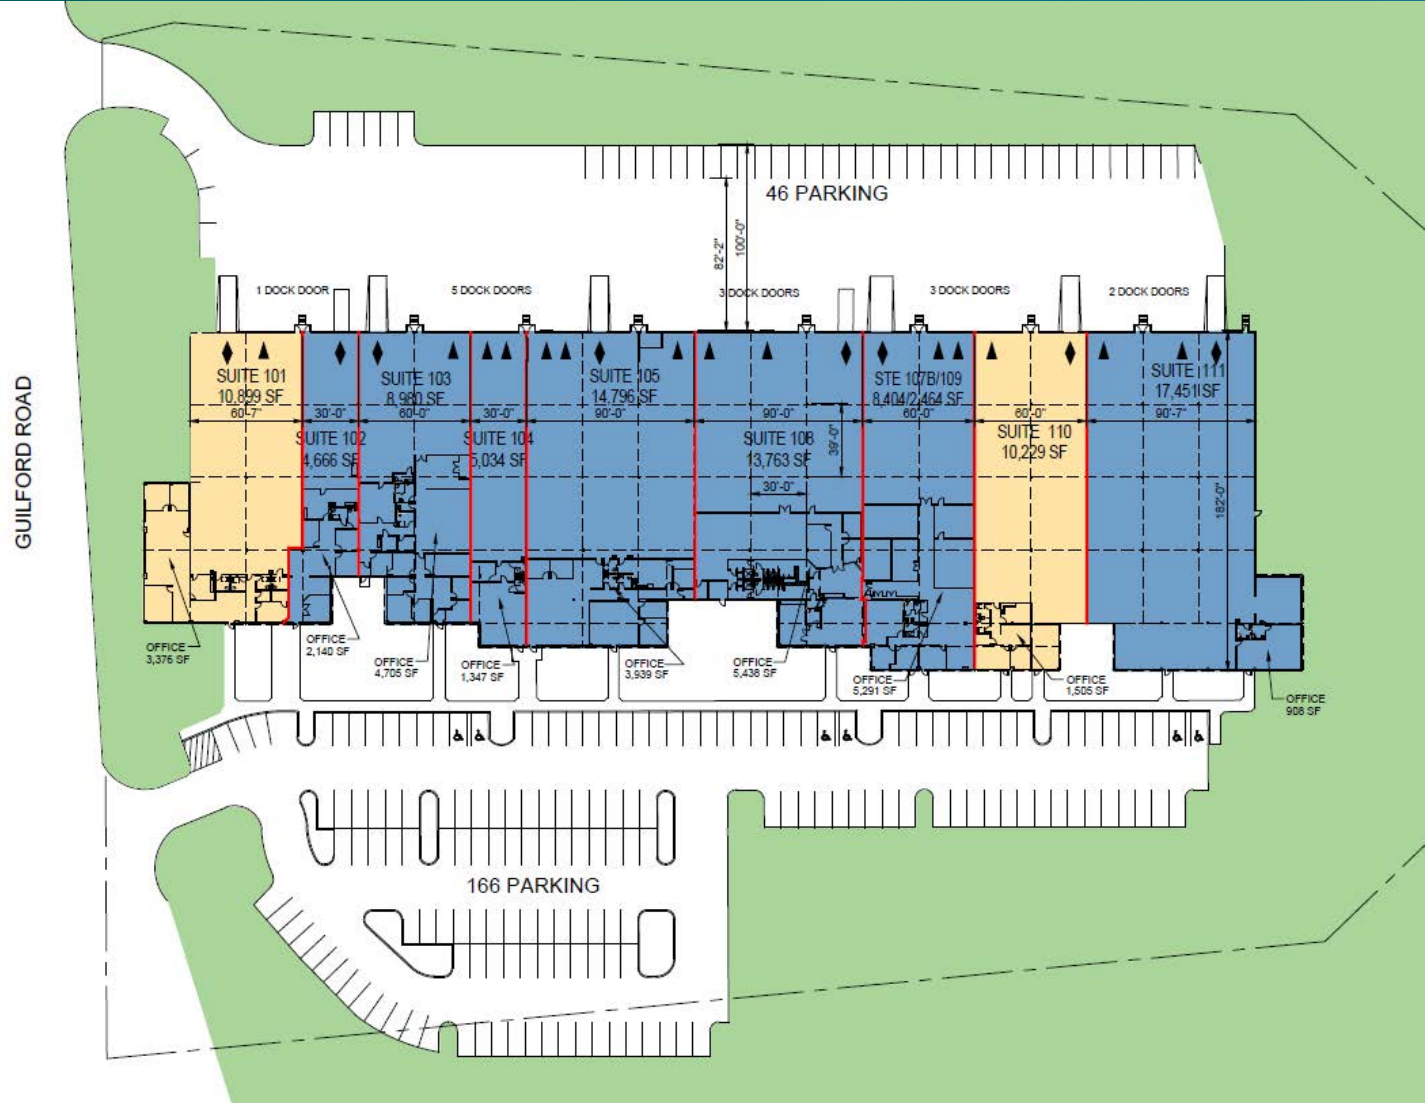 46 PARKING
82'-2"
100'-0"
1 DOCK DOOR
5 DOCK DOORS
3 DOCK DOORS
3 DOCK DOORS
2 DOCK DOORS
GUILFORD ROAD
SUITE 101
10,899 SF
60'-7"
30'-0"
SUITE 102
4,666 SF
SUITE 103
8,980 SF
60'-0"
30'-0"
SUITE 104
5,034 SF
SUITE 105
14,796 SF
90'-0"
90'-0"
SUITE 106
13,763 SF
39'-0"
30'-0"
STE 107B/109
8,404/2,464 SF
60'-0"
60'-0"
SUITE 110
10,229 SF
SUITE 111
17,451 SF
90'-7"
182'-0"
OFFICE
3,376 SF
OFFICE
2,140 SF
OFFICE
4,705 SF
OFFICE
1,347 SF
OFFICE
3,939 SF
OFFICE
5,438 SF
OFFICE
5,291 SF
OFFICE
1,505 SF
OFFICE
908 SF
166 PARKING